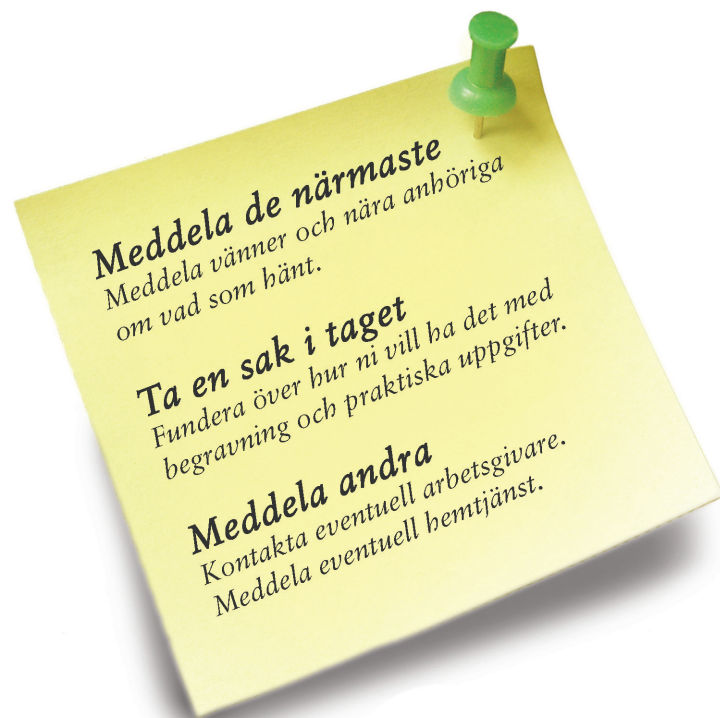 Meddela de närmaste
Meddela vänner och nära anhöriga
om vad som hänt.
Ta en sak i taget
Fundera över hur ni vill ha det med
begravning och praktiska uppgifter.
Meddela andra
Kontakta eventuell arbetsgivare.
Meddela eventuell hemtjänst.